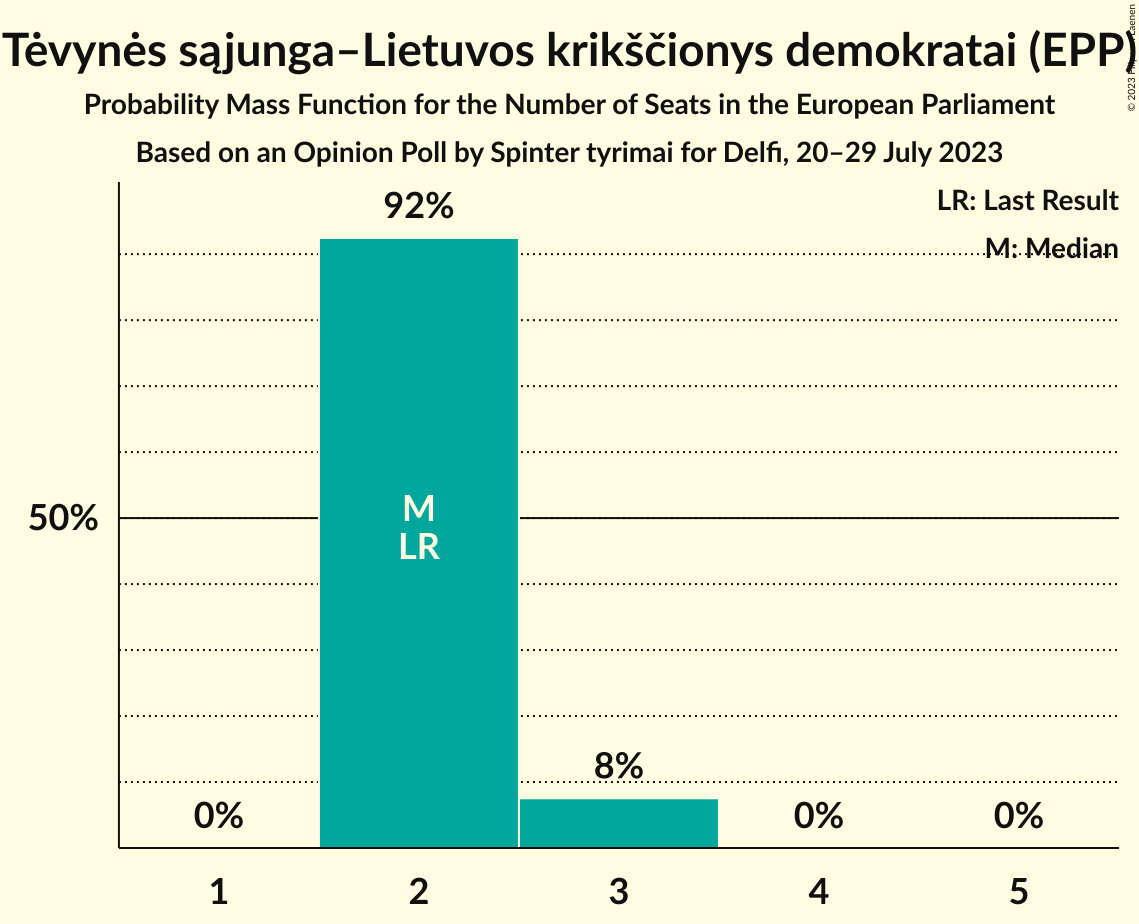 Tėvynės sąjunga–Lietuvos krikščionys demokratai (EPP)
Probability Mass Function for the Number of Seats in the European Parliament
Based on an Opinion Poll by Spinter tyrimai for Delfi, 20–29 July 2023
© 2023 Laenen
LR: Last Result
M: Median
92%
50%
M
LR
8%
0%
0%
0%
1
2
3
4
5